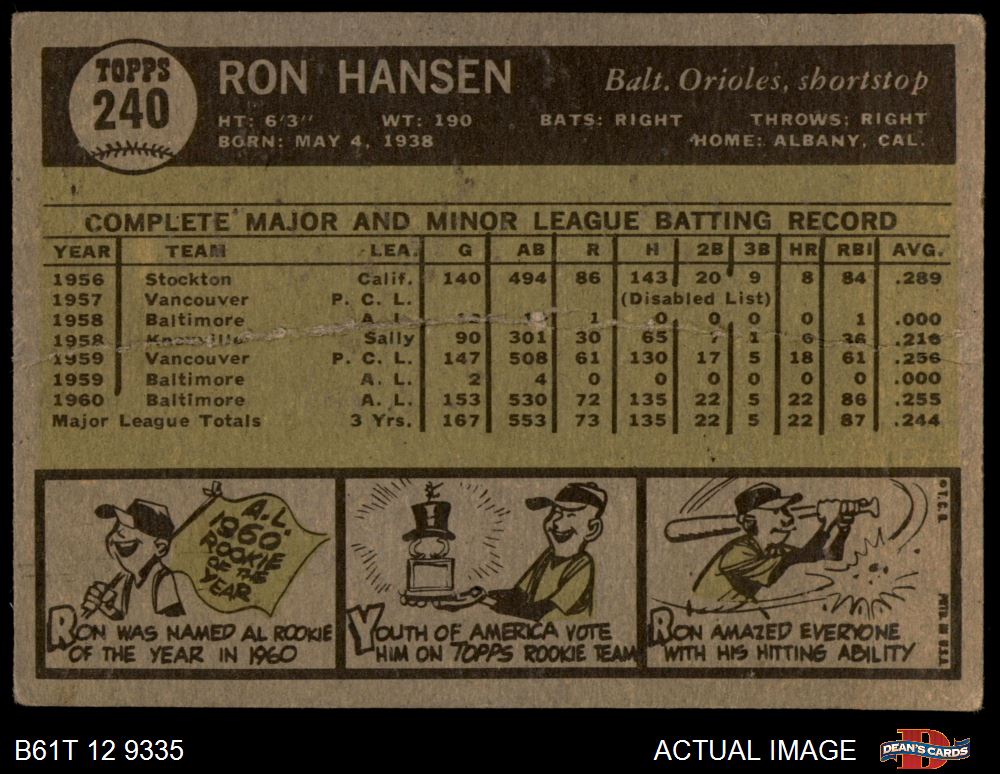 TOPPS
240
RON HANSEN
Balt. Orioles, shortstop
HT: 6'3" WT: 190 BATS: RIGHT THROWS: RIGHT
BORN: MAY 4, 1938 HOME: ALBANY, CAL.
COMPLETE MAJOR AND MINOR LEAGUE BATTING RECORD
YEAR TEAM LEA. G AB R H 2B 3B HR RBI AVG.
1956 Stockton Calif. 140 494 86 143 20 9 8 84 .289
1957 Vancouver P. C. L. (Disabled List)
1958 Baltimore A. L. 12 1 0 0 0 0 1 .000
1958 Knoxville Sally 90 301 30 65 7 1 6 36 .216
1959 Vancouver P. C. L. 147 508 61 130 17 5 18 61 .256
1959 Baltimore A. L. 2 4 0 0 0 0 0 0 .000
1960 Baltimore A. L. 153 530 72 135 22 5 22 86 .255
Major League Totals 3 Yrs. 167 553 73 135 22 5 22 87 .244
A.L.
1960
ROOKIE
OF THE
YEAR
RON WAS NAMED AL ROOKIE
OF THE YEAR IN 1960
YOUTH OF AMERICA VOTE
HIM ON TOPPS ROOKIE TEAM
RON AMAZED EVERYONE
WITH HIS HITTING ABILITY
© T.C.G.
PRTD. IN U.S.A.
B61T 12 9335
ACTUAL IMAGE
DEAN'S CARDS